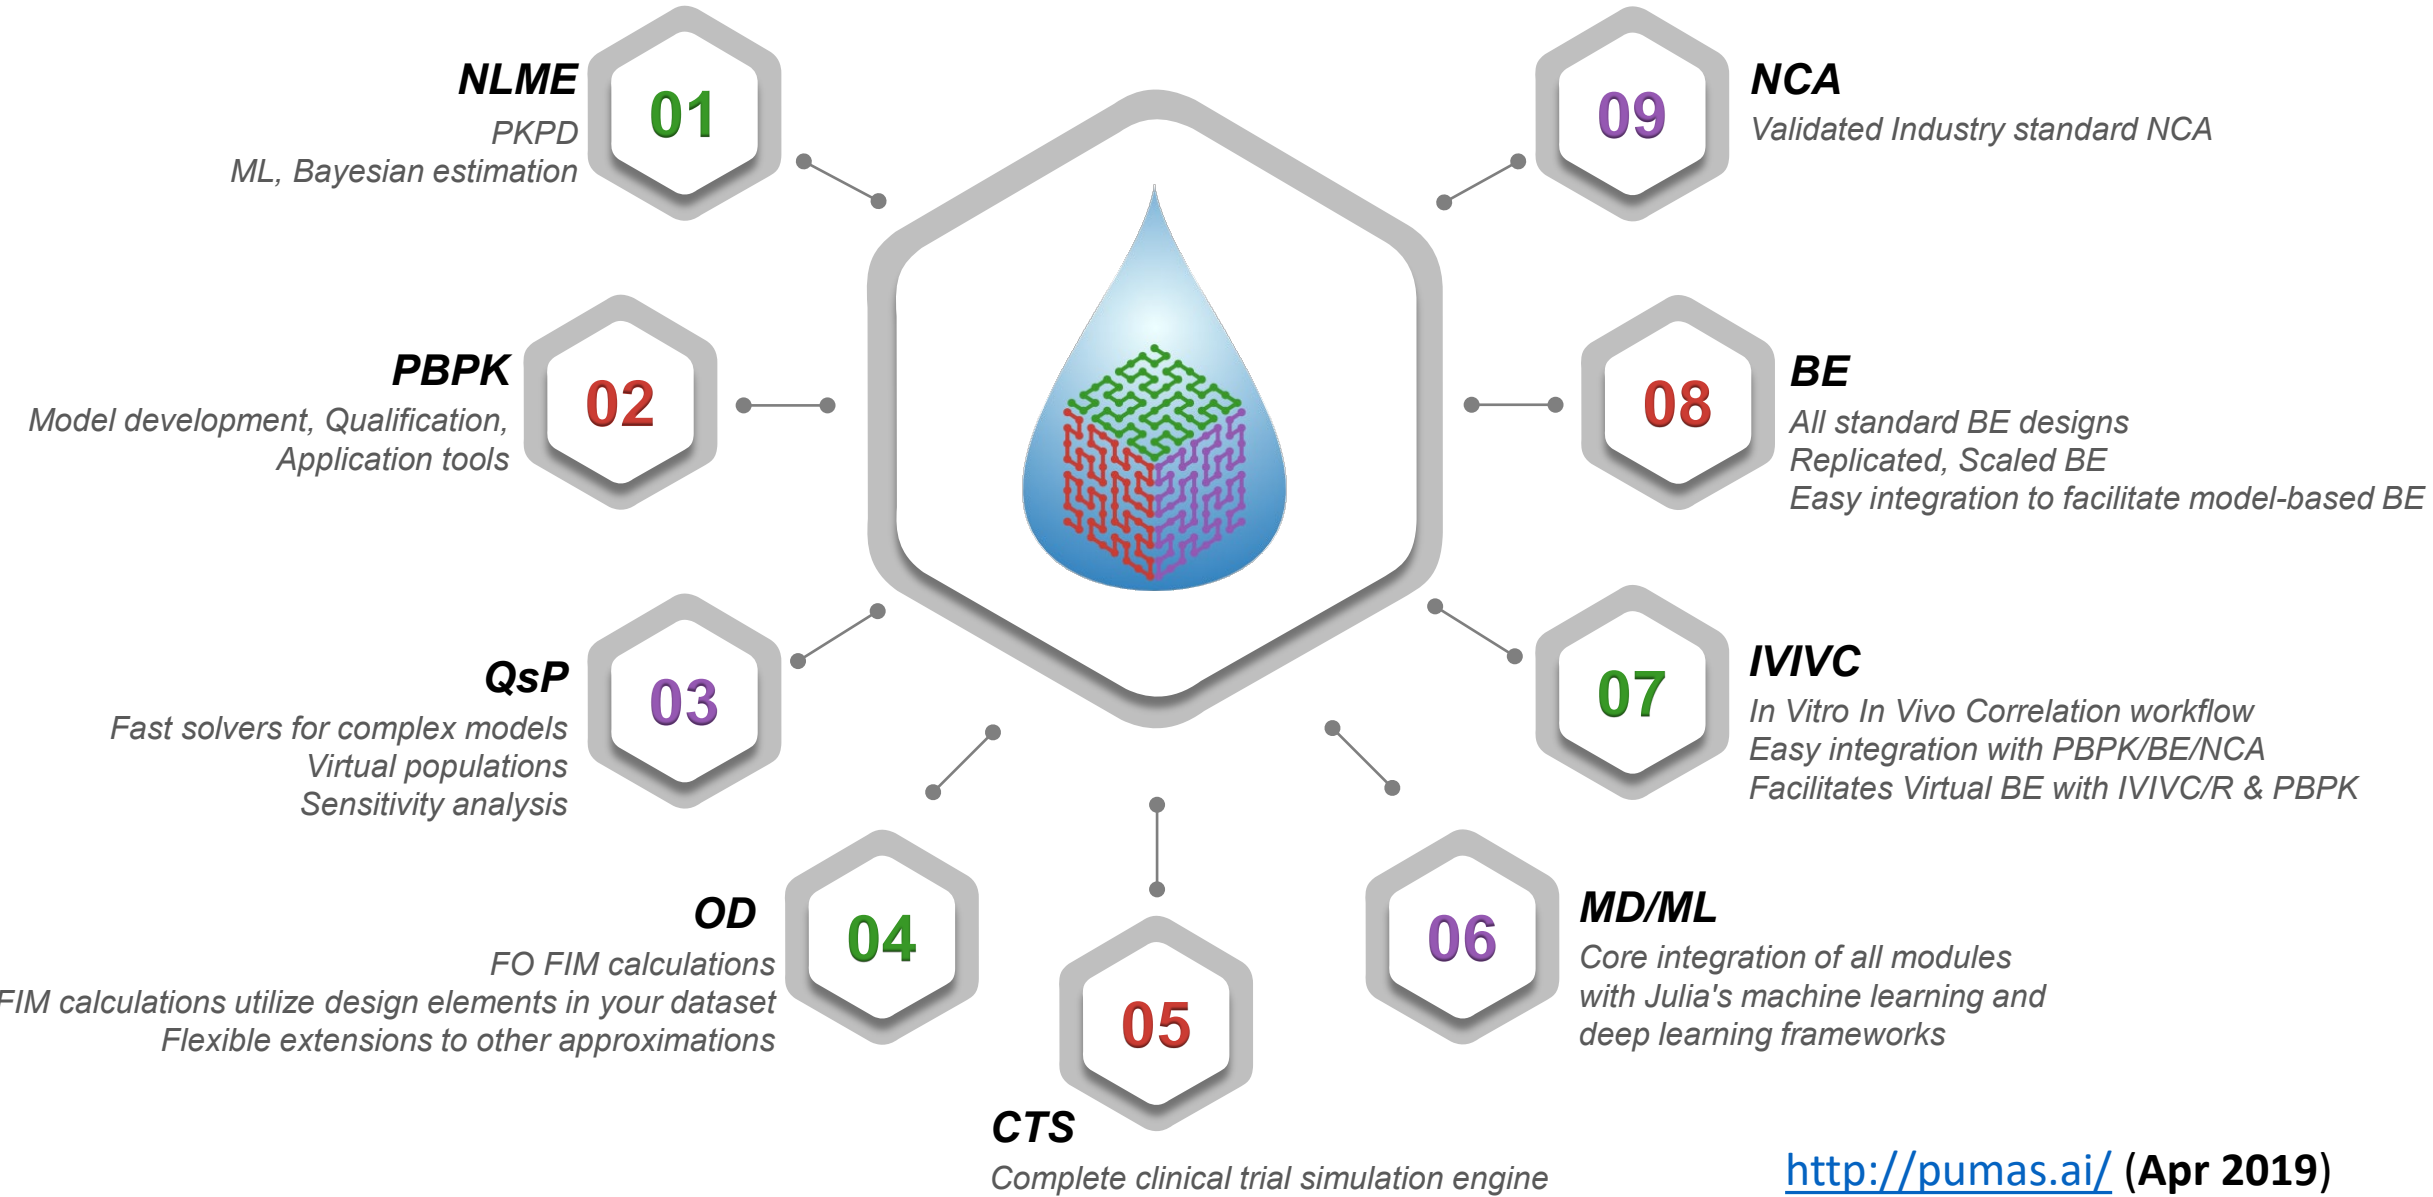 NLME
PKPD
ML, Bayesian estimation
01
PBPK
Model development, Qualification,
Application tools
02
QsP
Fast solvers for complex models
Virtual populations
Sensitivity analysis
03
OD
FO FIM calculations
FIM calculations utilize design elements in your dataset
Flexible extensions to other approximations
04
05
CTS
Complete clinical trial simulation engine
06
MD/ML
Core integration of all modules
with Julia's machine learning and
deep learning frameworks
07
IVIVC
In Vitro In Vivo Correlation workflow
Easy integration with PBPK/BE/NCA
Facilitates Virtual BE with IVIVC/R & PBPK
08
BE
All standard BE designs
Replicated, Scaled BE
Easy integration to facilitate model-based BE
09
NCA
Validated Industry standard NCA
http://pumas.ai/ (Apr 2019)